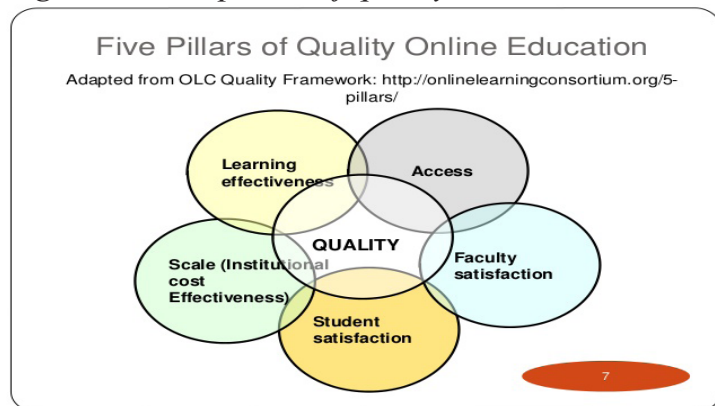 Five Pillars of Quality Online Education
Adapted from OLC Quality Framework: http://onlinelearningconsortium.org/5-
pillars/
Learning
effectiveness
Access
QUALITY
Scale (Institutional
cost
Effectiveness)
Faculty
satisfaction
Student
satisfaction
7